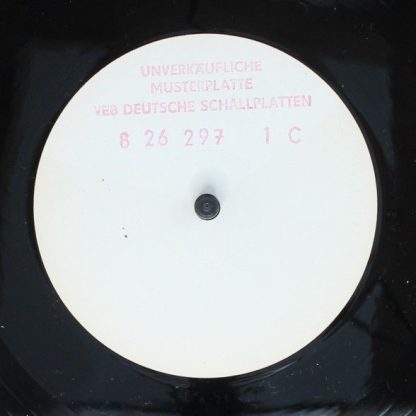 UNVERKÄUFLICHE
MUSTERPLATTE
VEB DEUTSCHE SCHALLPLATTEN
8 26 297 1 C